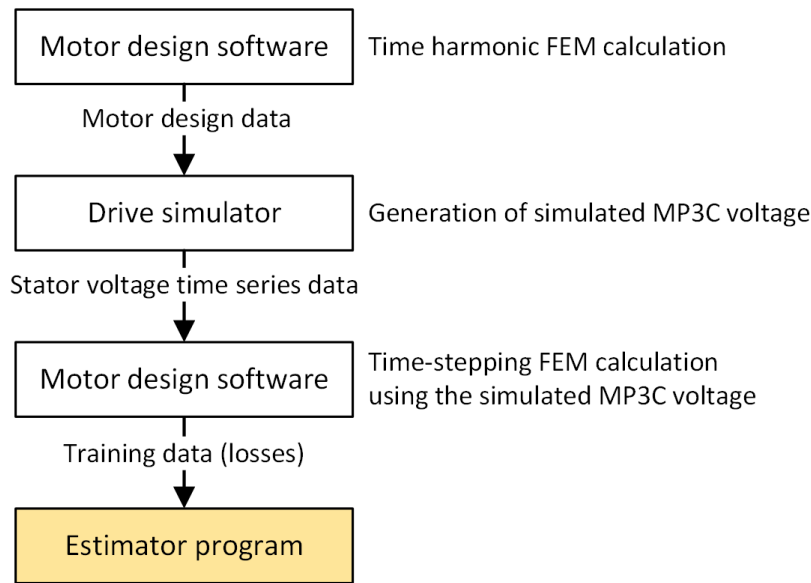 Motor design software
Time harmonic FEM calculation
Motor design data
Drive simulator
Generation of simulated MP3C voltage
Stator voltage time series data
Motor design software
Time-stepping FEM calculation
using the simulated MP3C voltage
Training data (losses)
Estimator program